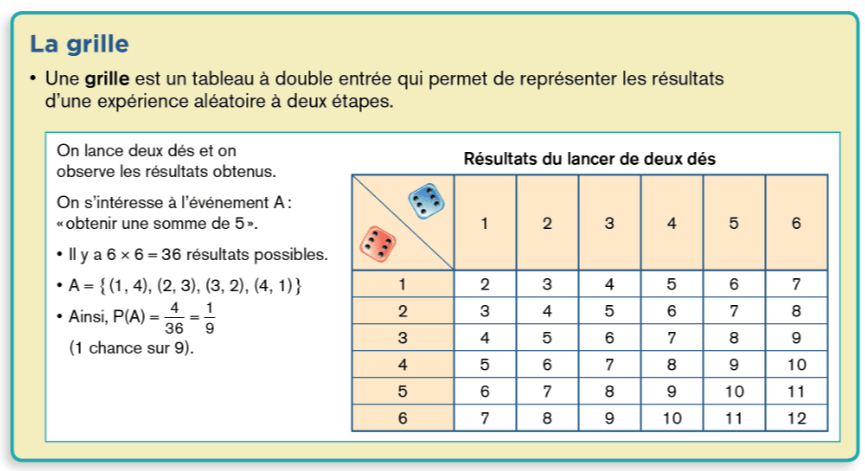 La grille
• Une grille est un tableau à double entrée qui permet de représenter les résultats
d'une expérience aléatoire à deux étapes.
On lance deux dés et on
observe les résultats obtenus.
On s'intéresse à l'événement A :
« obtenir une somme de 5 ».
• Il y a 6 × 6 = 36 résultats possibles.
• A = {(1, 4), (2, 3), (3, 2), (4, 1)}
• Ainsi, P(A) = 4/36 = 1/9
(1 chance sur 9).
Résultats du lancer de deux dés
1 2 3 4 5 6
1 2 3 4 5 6 7
2 3 4 5 6 7 8
3 4 5 6 7 8 9
4 5 6 7 8 9 10
5 6 7 8 9 10 11
6 7 8 9 10 11 12